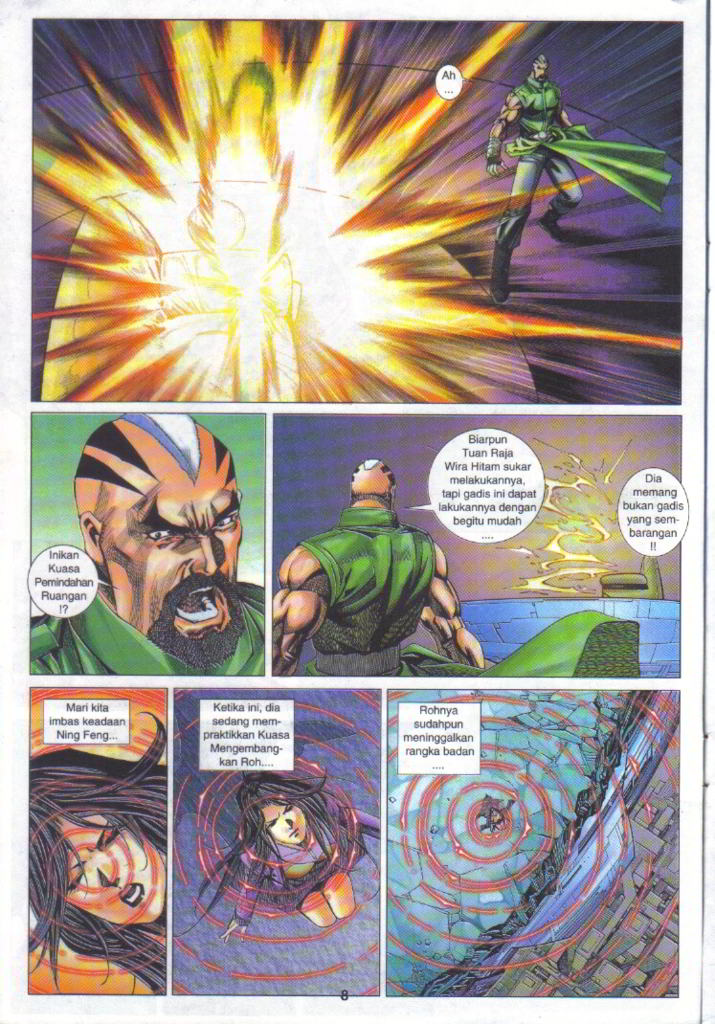 Ah
...
Inikan
Kuasa
Pemindahan
Ruangan
!?
Biarpun
Tuan Raja
Wira Hitam sukar
melakukannya,
tapi gadis ini dapat
lakukannya dengan
begitu mudah
....
Dia
memang
bukan gadis
yang sem-
barangan
!!
Mari kita
imbas keadaan
Ning Feng...
Ketika ini, dia
sedang mem-
praktikkan Kuasa
Mengembang-
kan Roh....
Rohnya
sudahpun
meninggalkan
rangka badan
....
8